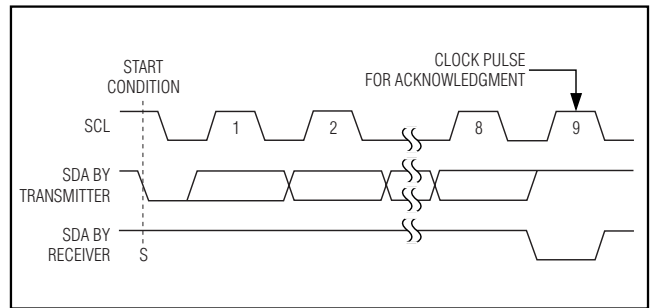 START
CONDITION
CLOCK PULSE
FOR ACKNOWLEDGMENT
SCL
1
2
8
9
SDA BY
TRANSMITTER
SDA BY
RECEIVER
S